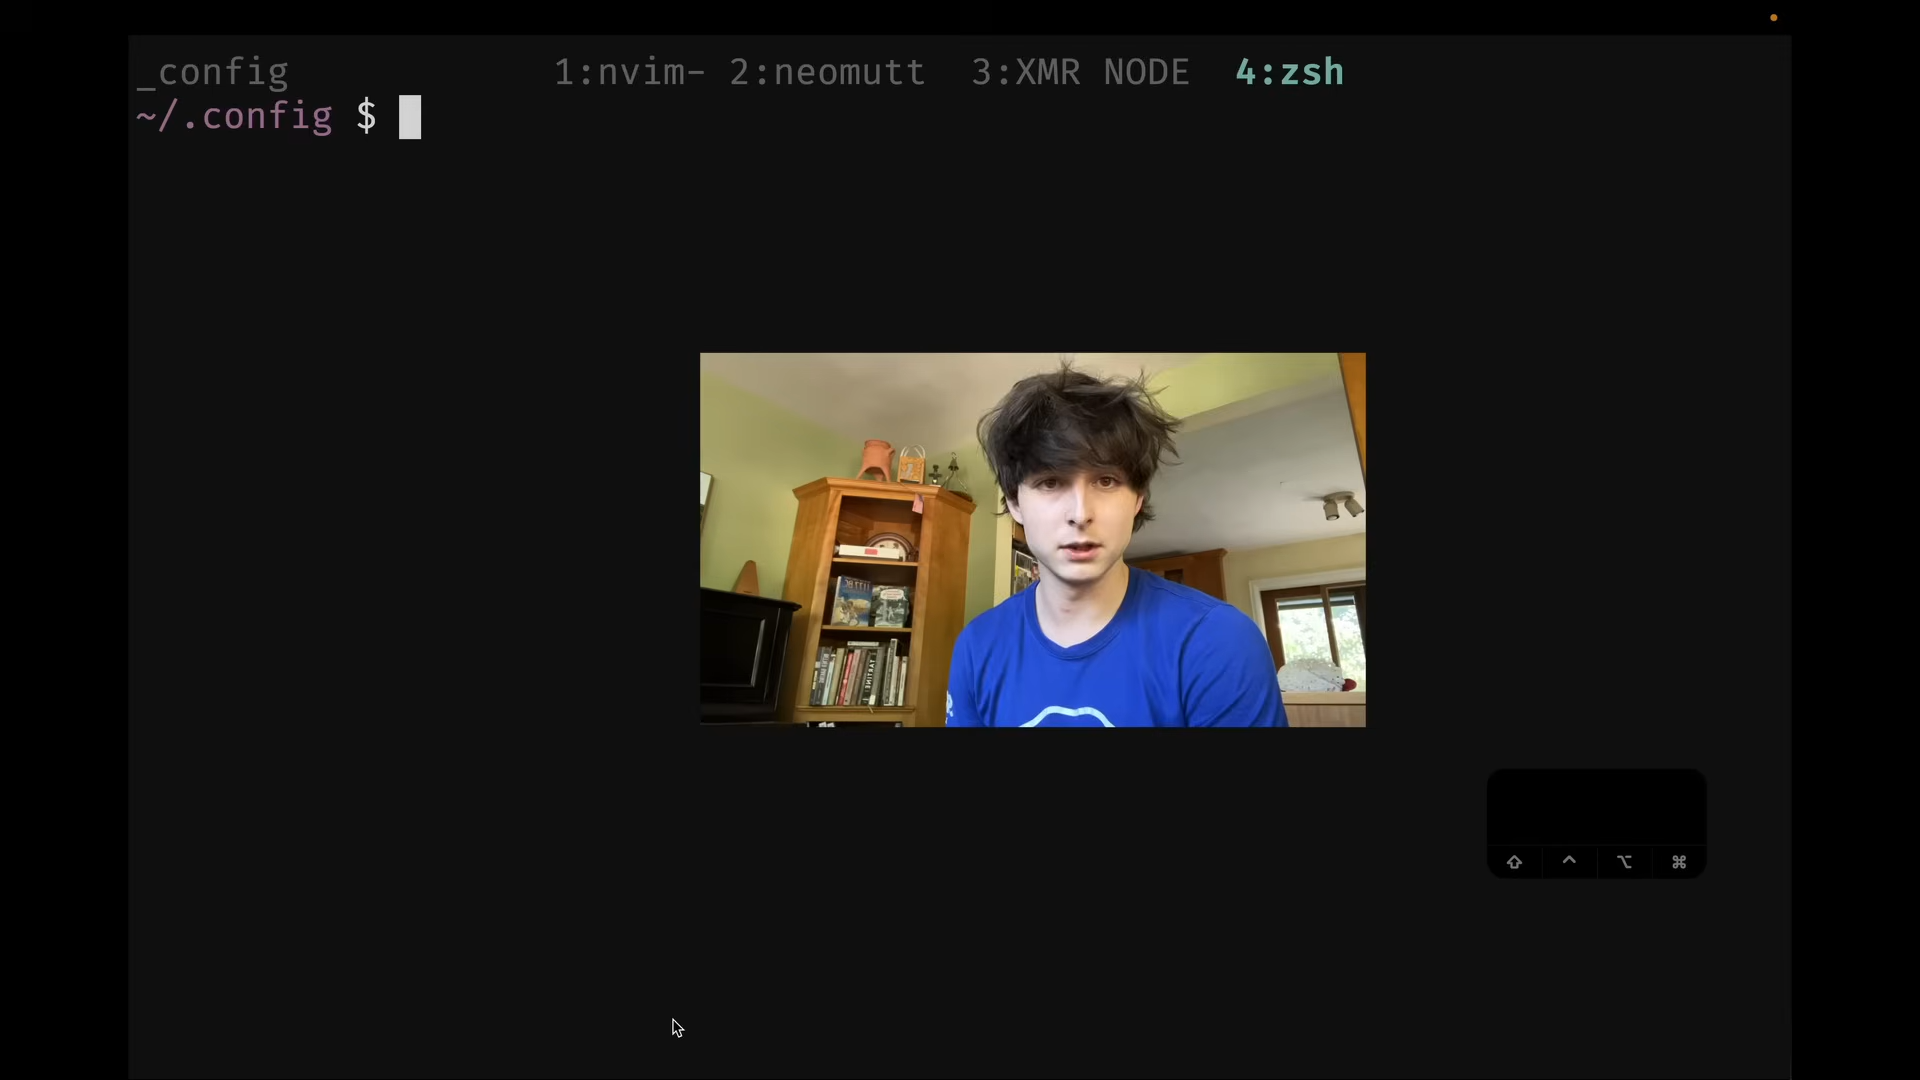 _config 1:nvim- 2:neomutt 3:XMR NODE 4:zsh
~/.config $